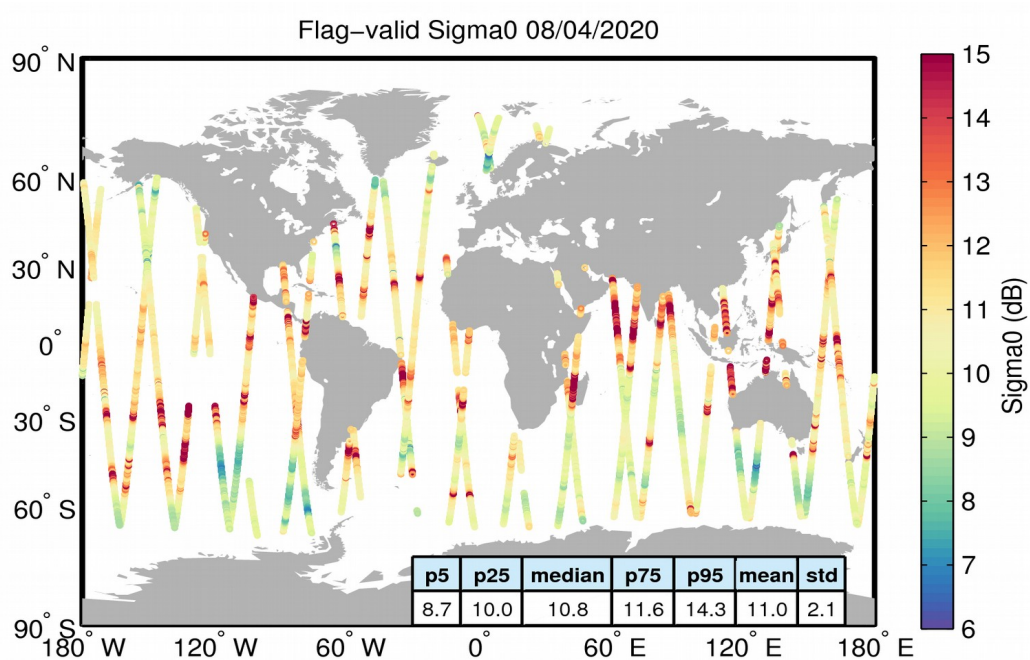 Flag−valid Sigma0 08/04/2020
90° N
60° N
30° N
0°
30° S
60° S
90° S
180° W
120° W
60° W
0°
60° E
120° E
180° E
p5 p25 median p75 p95 mean std
8.7 10.0 10.8 11.6 14.3 11.0 2.1
15
14
13
12
11
10
9
8
7
6
Sigma0 (dB)